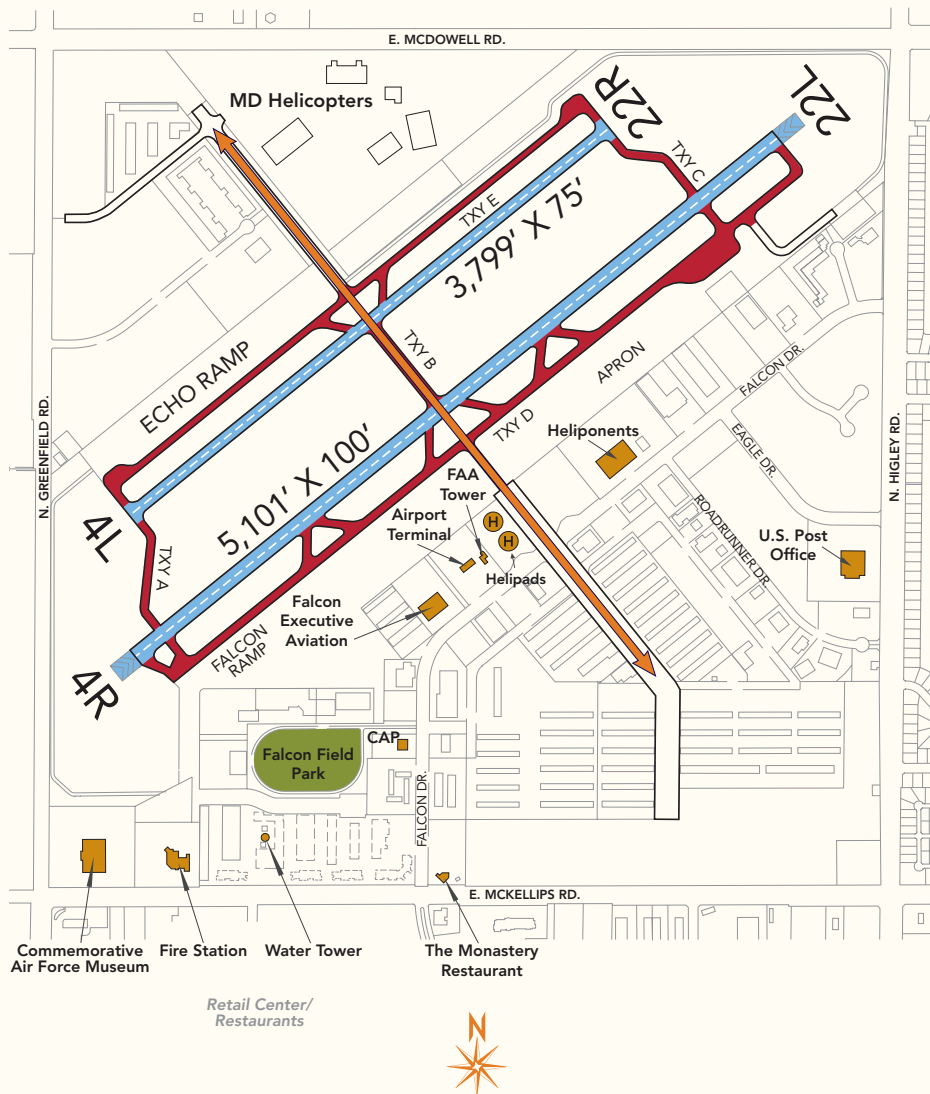 E. MCDOWELL RD.
MD Helicopters
22R
22L
TXY C
TXY E
3,799′ X 75′
N. GREENFIELD RD.
ECHO RAMP
TXY B
APRON
FALCON DR.
N. HIGLEY RD.
5,101′ X 100′
TXY D
Heliponents
EAGLE DR.
4L
TXY A
FAA
Tower
Airport
Terminal
H
H
Helipads
ROADRUNNER DR.
U.S. Post
Office
Falcon
Executive
Aviation
FALCON
RAMP
4R
CAP
Falcon Field
Park
FALCON DR.
E. MCKELLIPS RD.
Commemorative
Air Force Museum
Fire Station
Water Tower
The Monastery
Restaurant
Retail Center/
Restaurants
N